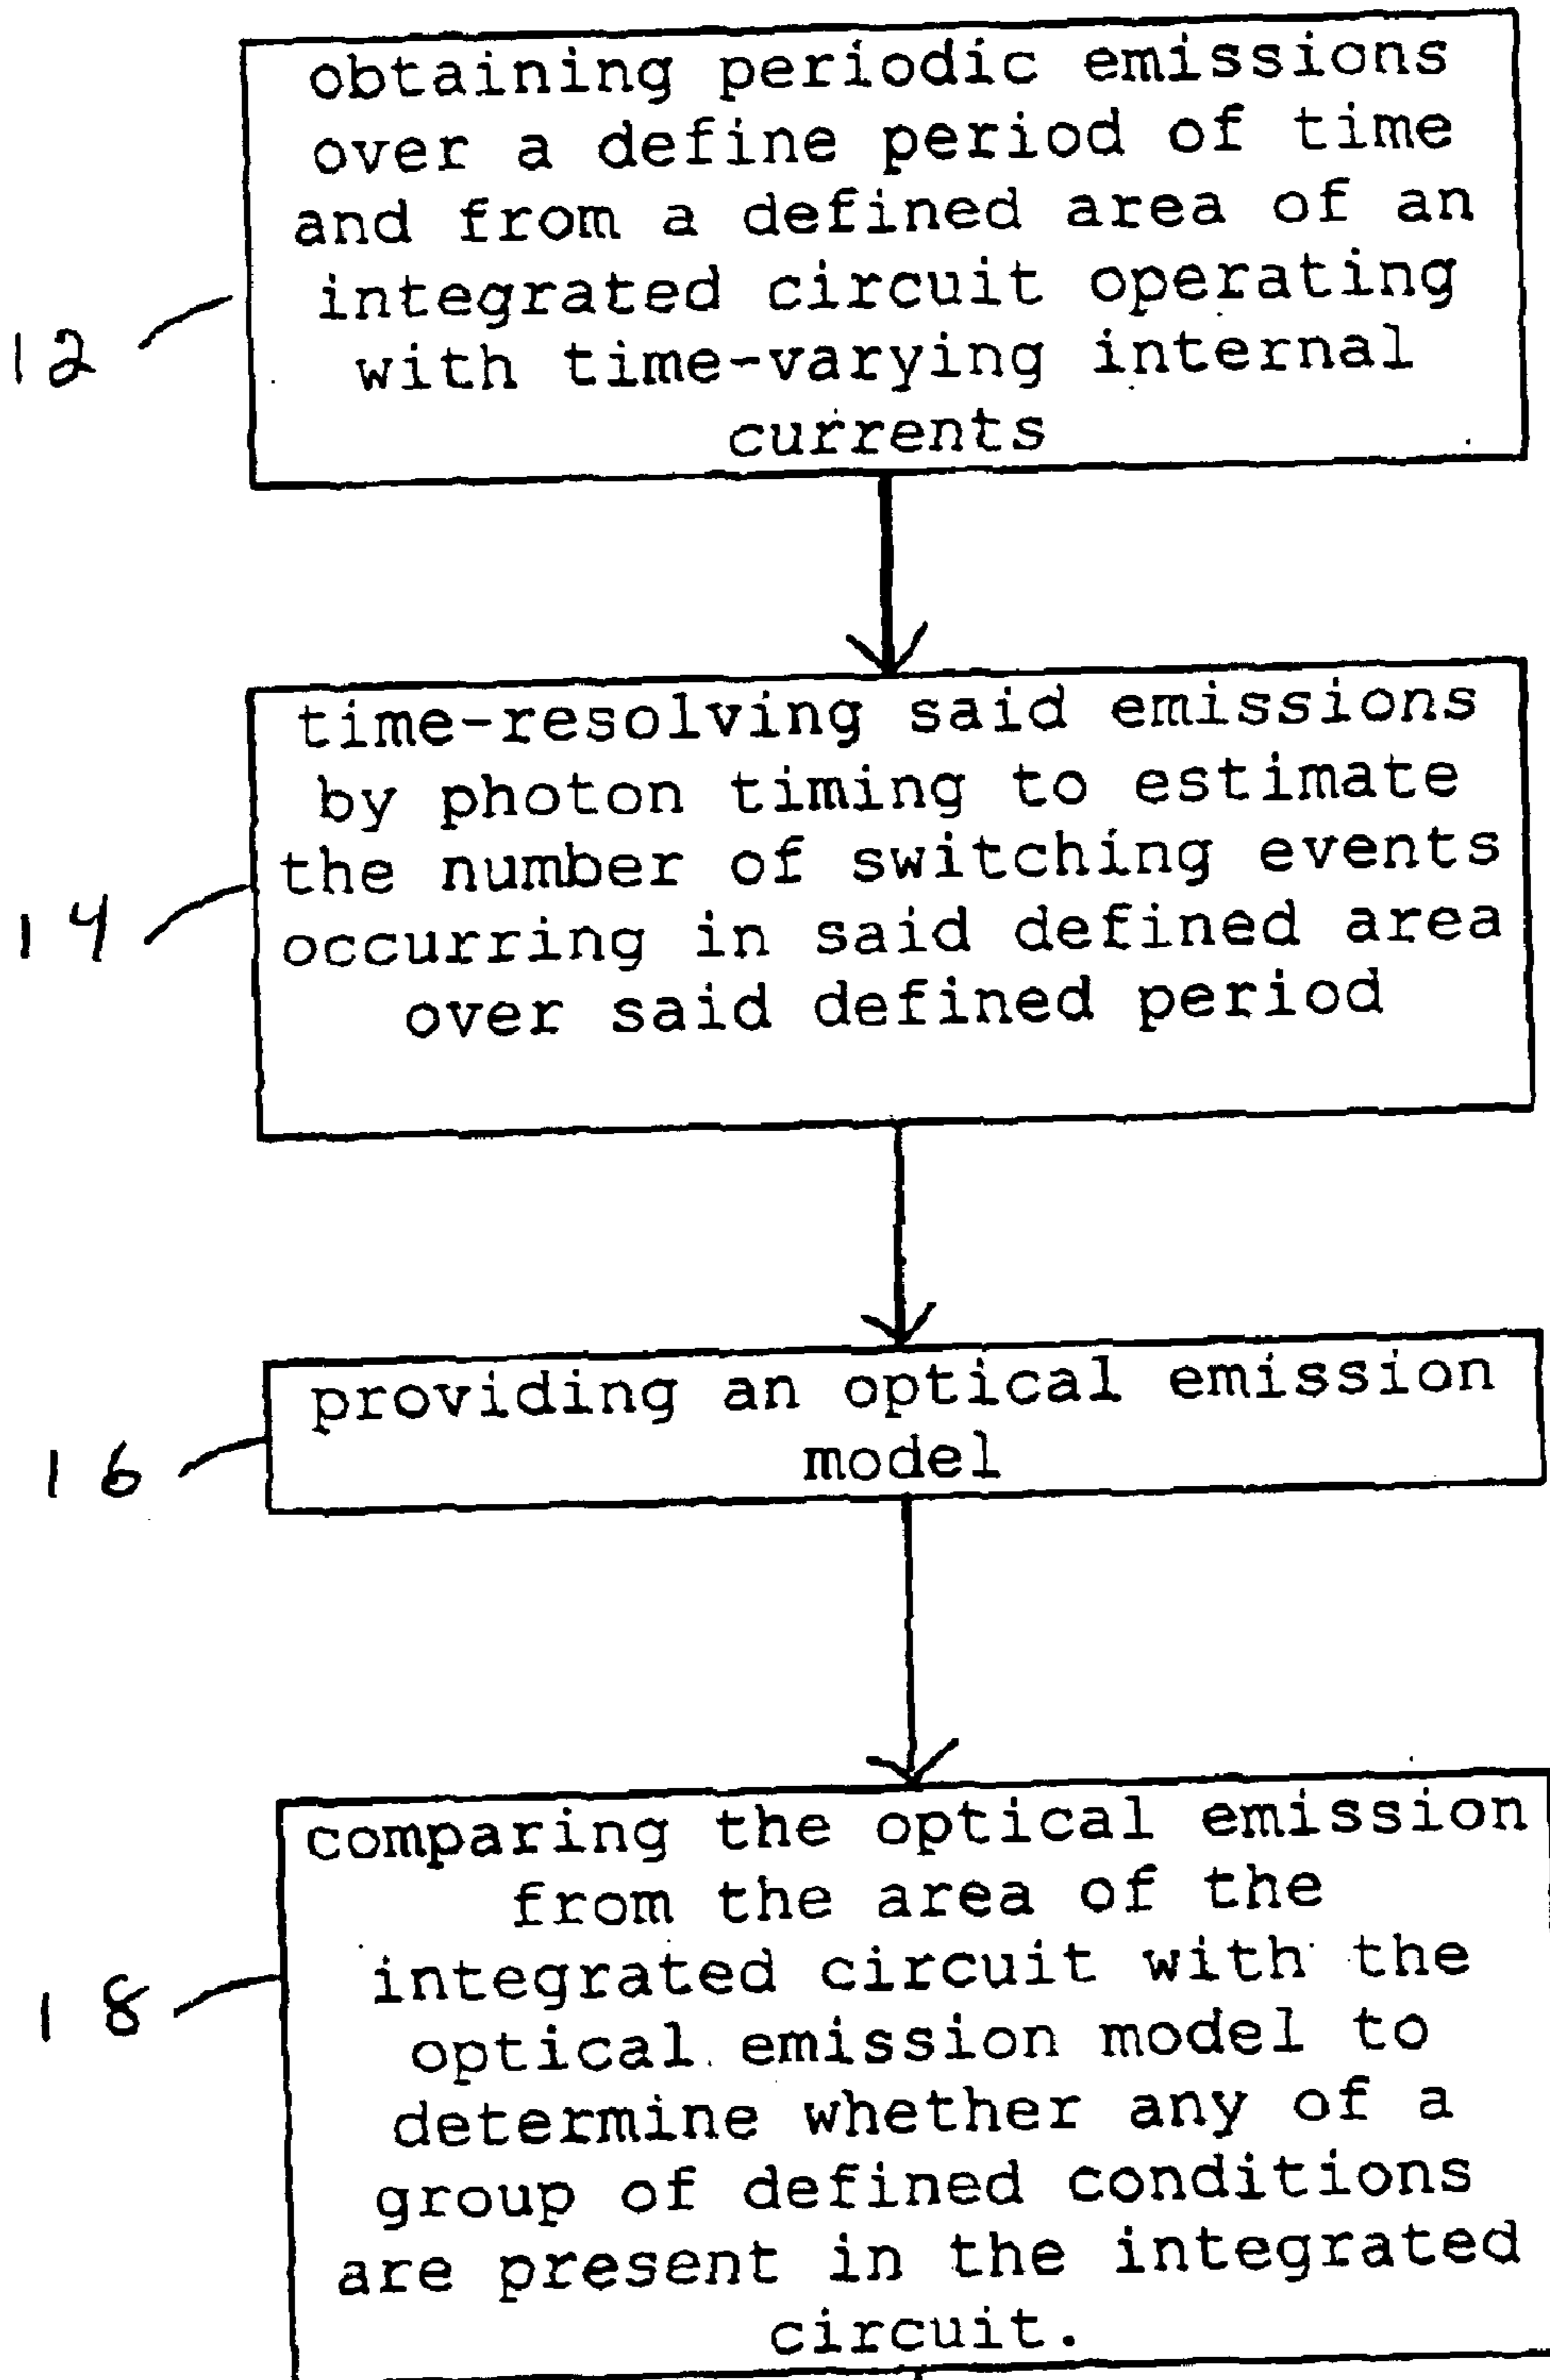 obtaining periodic emissions
over a define period of time
and from a defined area of an
integrated circuit operating
with time-varying internal
currents
12
time-resolving said emissions
by photon timing to estimate
the number of switching events
occurring in said defined area
over said defined period
14
providing an optical emission
model
16
comparing the optical emission
from the area of the
integrated circuit with the
optical emission model to
determine whether any of a
group of defined conditions
are present in the integrated
circuit.
18